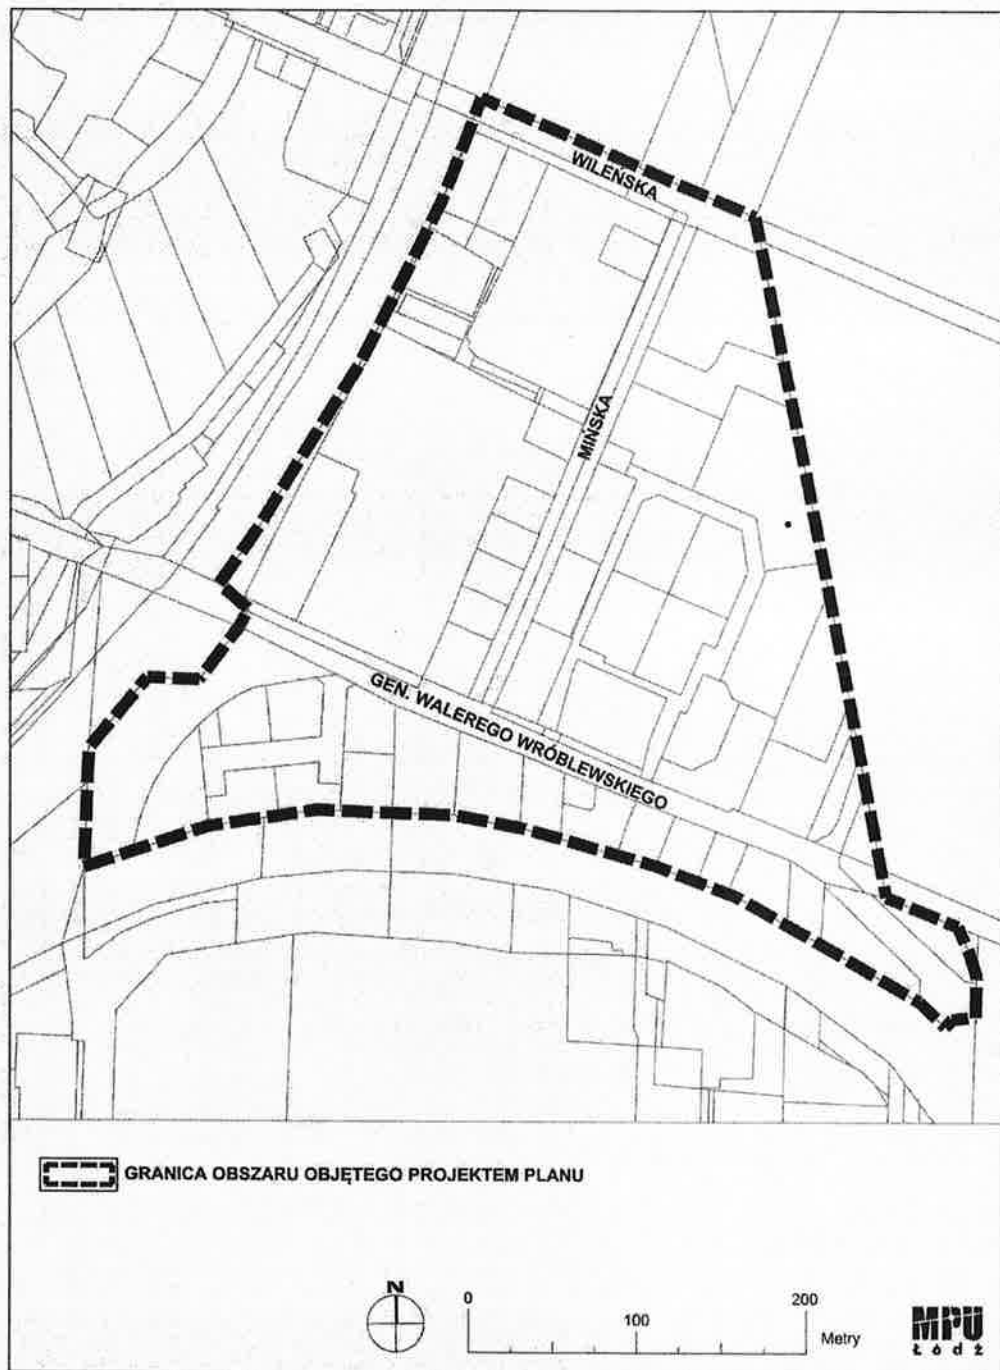 WILEŃSKA
MIŃSKA
GEN. WALEREGO WRÓBLEWSKIEGO
GRANICA OBSZARU OBJĘTEGO PROJEKTEM PLANU
N
0
100
200
Metry
MPU
Łódź